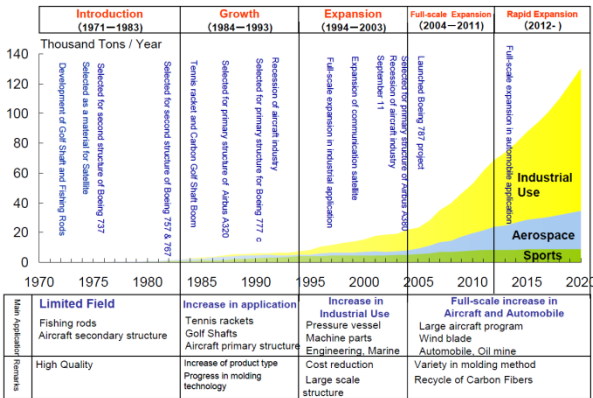 Introduction
(1971－1983)
Growth
(1984－1993)
Expansion
(1994－2003)
Full-scale Expansion
(2004－2011)
Rapid Expansion
(2012- )
Thousand Tons / Year
140
120
100
80
60
40
20
0
Development of Golf Shaft and Fishing Rods
Selected as a material for Satellite
Selected for second structure of Boeing 737
Selected for second structure of Boeing 757 & 767
Tennis racket and Carbon Golf Shaft Boom
Selected for primary structure of Airbus A320
Selected for primary structure of Boeing 777 c
Recession of aircraft industry
Full-scale expansion in industrial application
Expansion of communication satellite
September 11
Recession of aircraft industry
Selected for primary structure of Airbus A380
Launched Boeing 787 project
Full-scale expansion in automobile application
Industrial
Use
Aerospace
Sports
1970
1975
1980
1985
1990
1995
2000
2005
2010
2015
202
Main Application
Limited Field
Fishing rods
Aircraft secondary structure
Increase in application
Tennis rackets
Golf Shafts
Aircraft primary structure
Increase in
Industrial Use
Pressure vessel
Machine parts
Engineering, Marine
Full-scale increase in
Aircraft and Automobile
Large aircraft program
Wind blade
Automobile, Oil mine
Remarks
High Quality
Increase of product type
Progress in molding
technology
Cost reduction
Large scale
structure
Variety in molding method
Recycle of Carbon Fibers